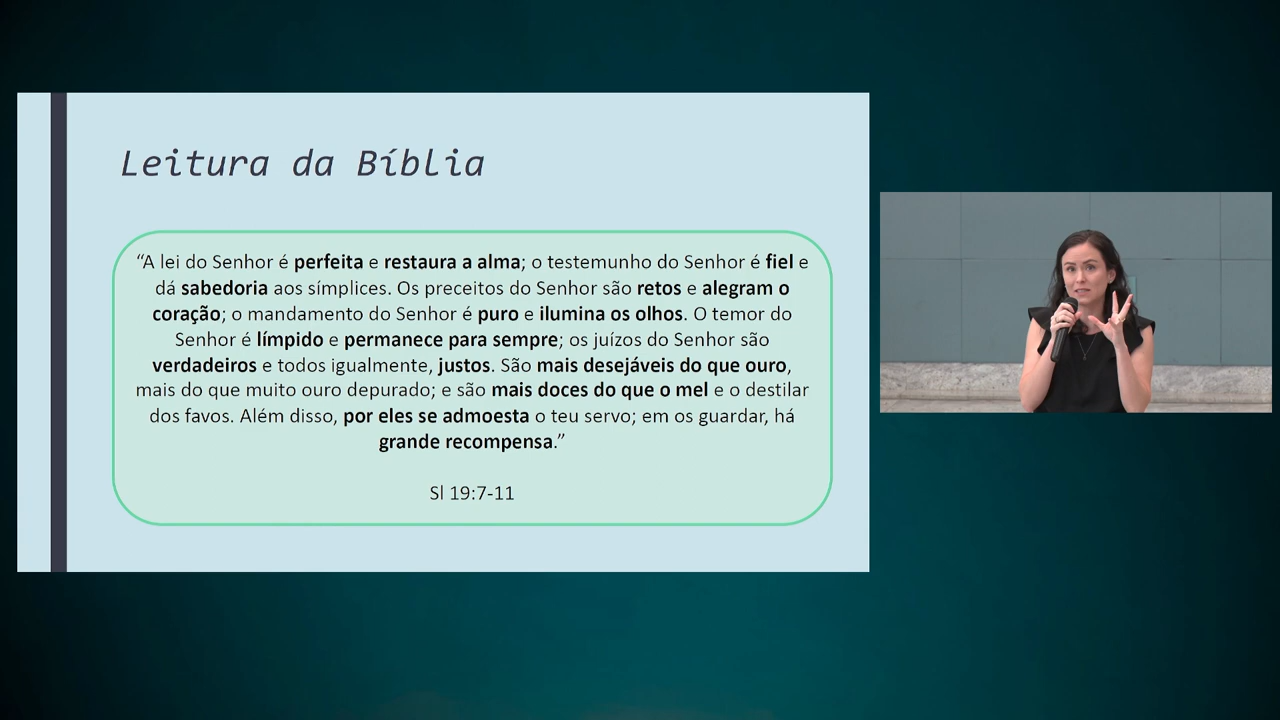 Leitura da Bíblia
“A lei do Senhor é perfeita e restaura a alma; o testemunho do Senhor é fiel e
dá sabedoria aos símplices. Os preceitos do Senhor são retos e alegram o
coração; o mandamento do Senhor é puro e ilumina os olhos. O temor do
Senhor é límpido e permanece para sempre; os juízos do Senhor são
verdadeiros e todos igualmente, justos. São mais desejáveis do que ouro,
mais do que muito ouro depurado; e são mais doces do que o mel e o destilar
dos favos. Além disso, por eles se admoesta o teu servo; em os guardar, há
grande recompensa.”
Sl 19:7-11